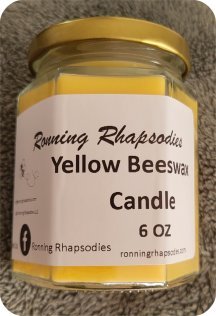 Ronning Rhapsodies
Yellow Beeswax
Candle
6 OZ
Ronning Rhapsodies
ronningrhapsodies.com